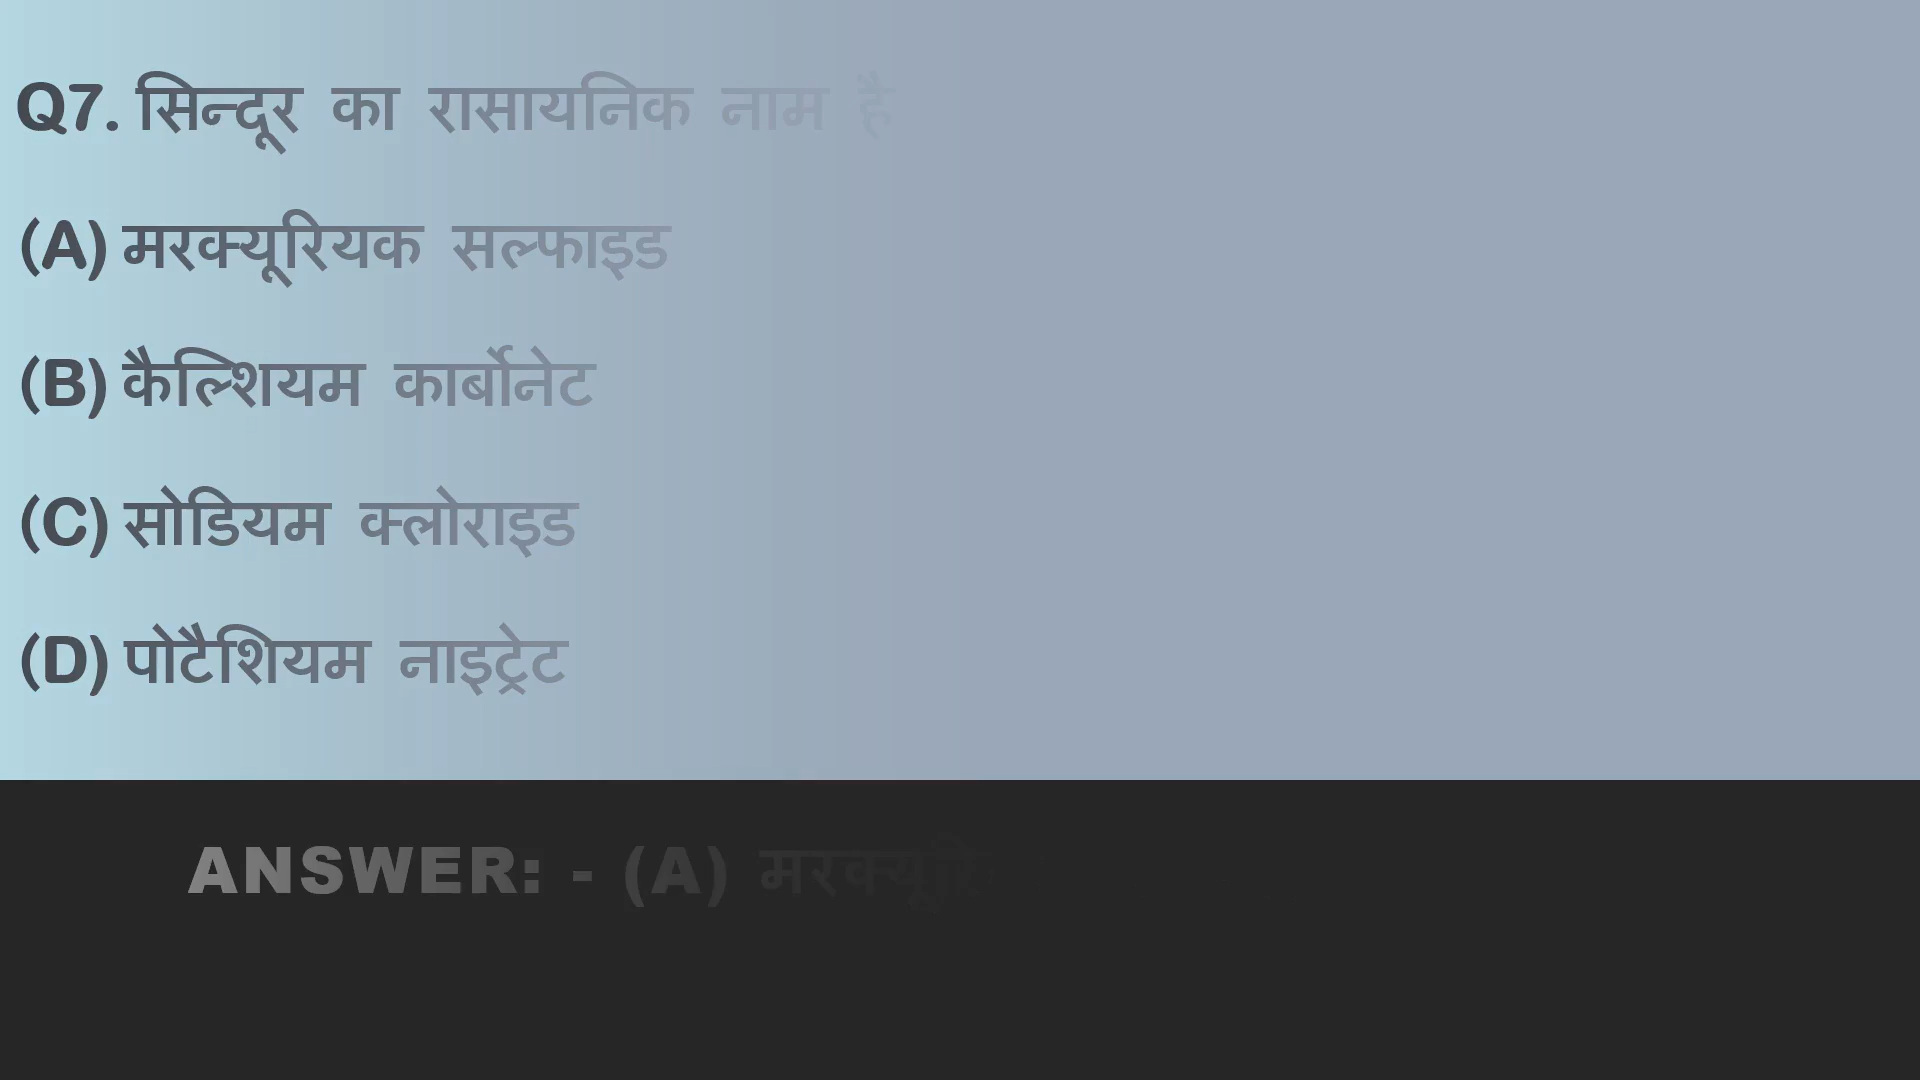 Q7. सिन्दूर का रासायनिक नाम है
(A) मरक्यूरियक सल्फाइड
(B) कैल्शियम कार्बोनेट
(C) सोडियम क्लोराइड
(D) पोटैशियम नाइट्रेट
ANSWER: - (A)